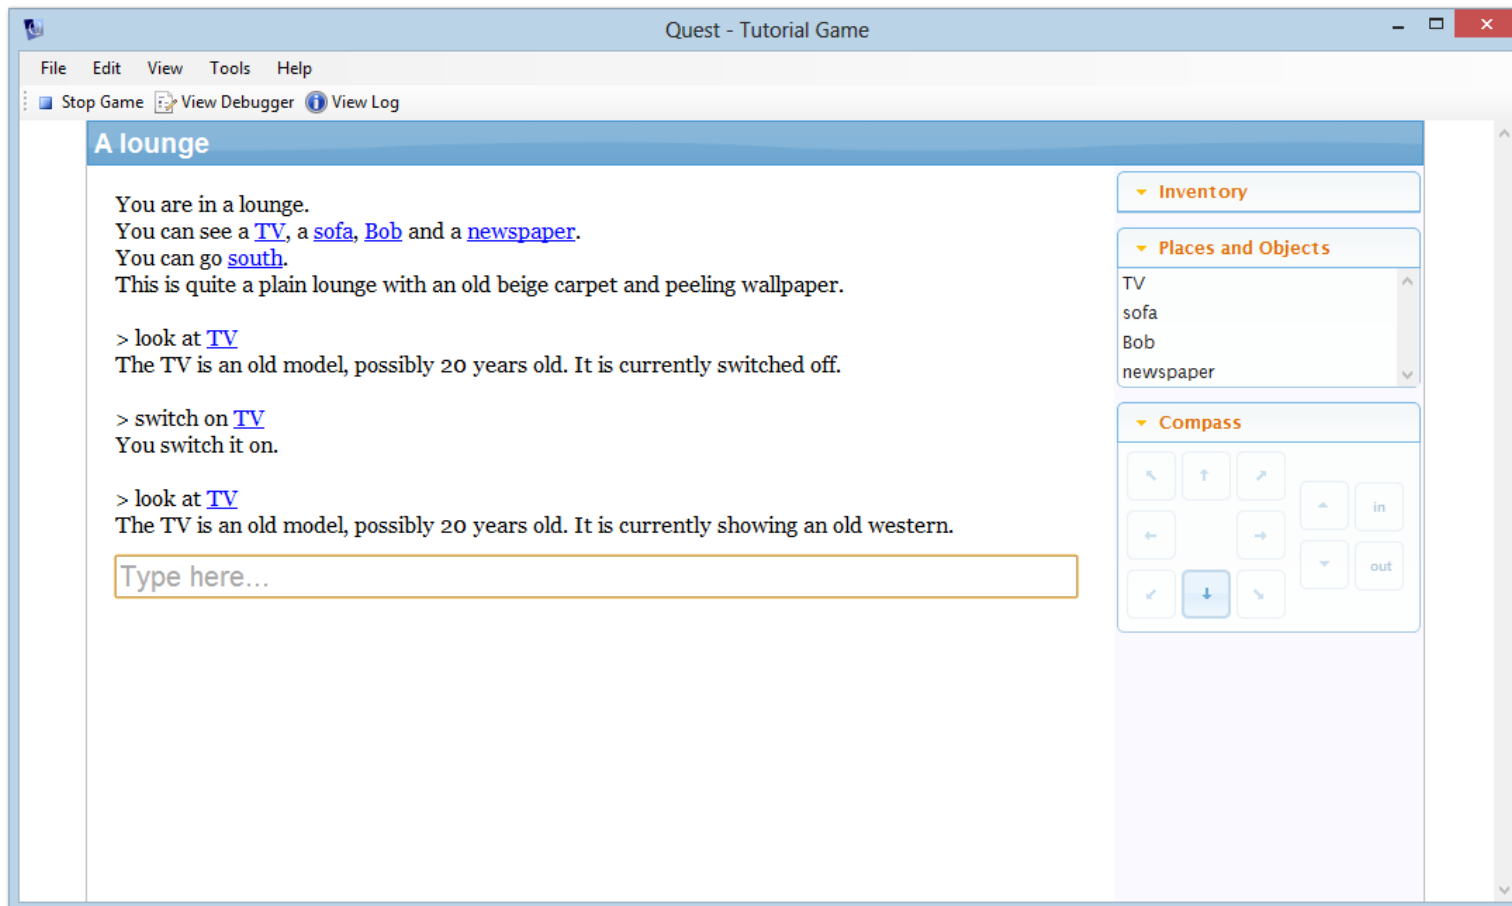 Quest - Tutorial Game
File Edit View Tools Help
Stop Game View Debugger View Log
A lounge
You are in a lounge.
You can see a TV, a sofa, Bob and a newspaper.
You can go south.
This is quite a plain lounge with an old beige carpet and peeling wallpaper.
> look at TV
The TV is an old model, possibly 20 years old. It is currently switched off.
> switch on TV
You switch it on.
> look at TV
The TV is an old model, possibly 20 years old. It is currently showing an old western.
Type here...
Inventory
Places and Objects
TV
sofa
Bob
newspaper
Compass
in
out